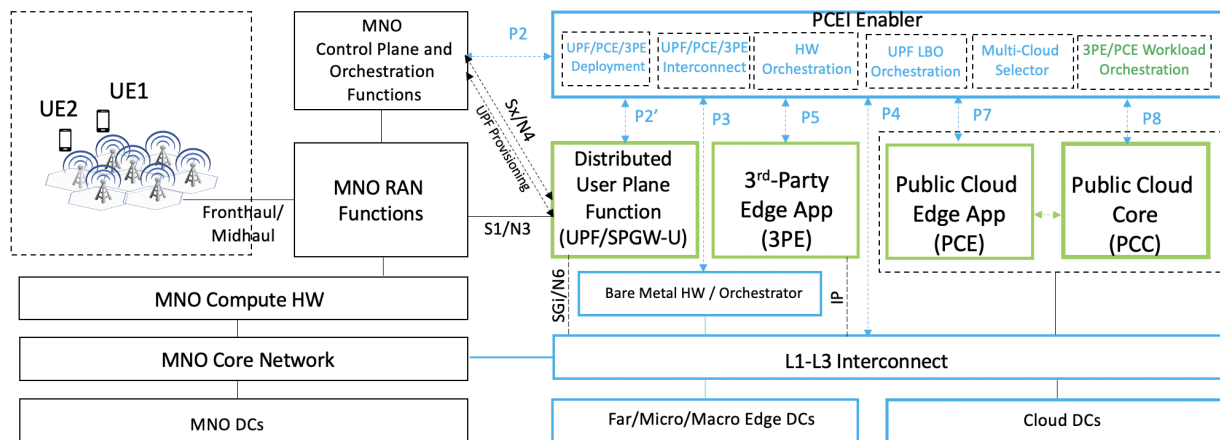 MNO
Control Plane and
Orchestration
Functions
P2
PCEI Enabler
UPF/PCE/3PE
Deployment
UPF/PCE/3PE
Interconnect
HW
Orchestration
UPF LBO
Orchestration
Multi-Cloud
Selector
3PE/PCE Workload
Orchestration
UE2
UE1
Sx/N4
UPF Provisioning
P2’
P3
P5
P4
P7
P8
Fronthaul/
Midhaul
MNO RAN
Functions
S1/N3
Distributed
User Plane
Function
(UPF/SPGW-U)
3rd-Party
Edge App
(3PE)
Public Cloud
Edge App
(PCE)
Public Cloud
Core
(PCC)
MNO Compute HW
SGi/N6
Bare Metal HW / Orchestrator
IP
MNO Core Network
L1-L3 Interconnect
MNO DCs
Far/Micro/Macro Edge DCs
Cloud DCs